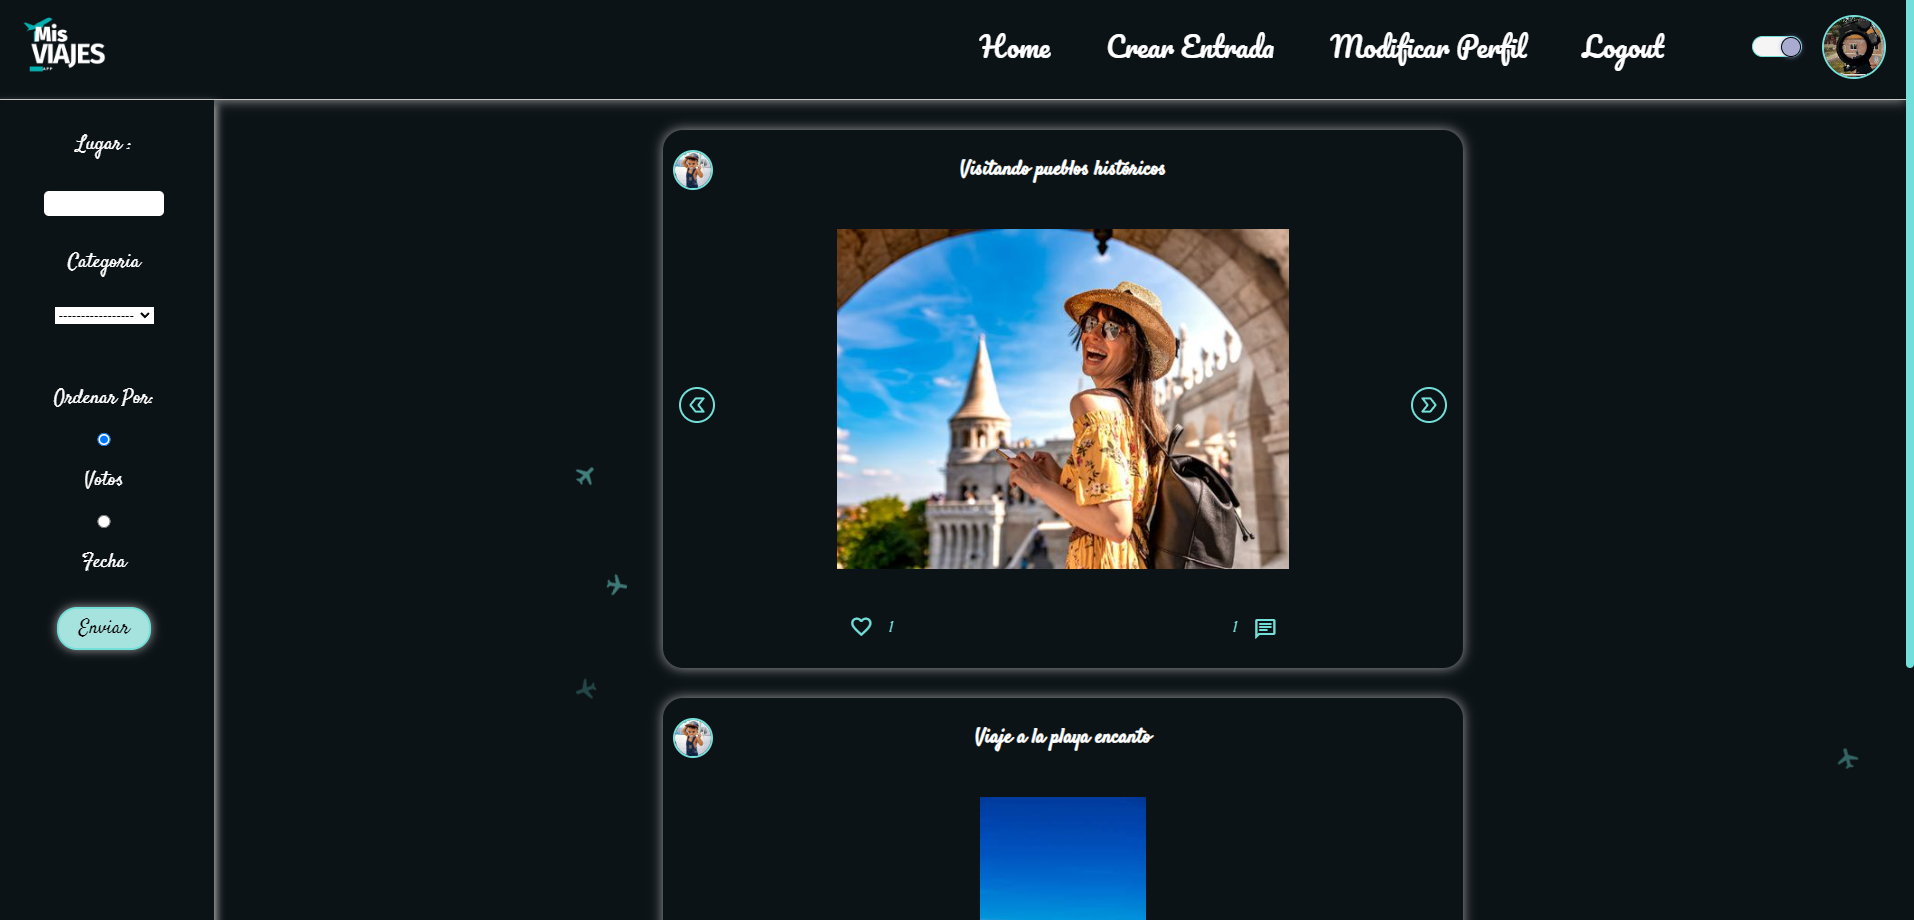 Mis
VIAJES
APP
Home
Crear Entrada
Modificar Perfil
Logout
Lugar :
Categoria
-----------------
Ordenar Por:
Votos
Fecha
Enviar
Visitando pueblos históricos
1
1
Viaje a la playa encanto